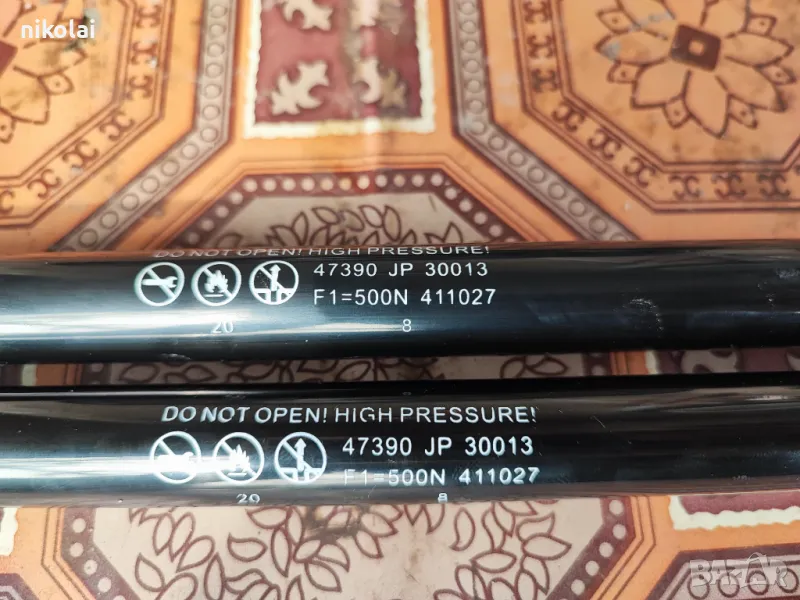 nikolai
DO NOT OPEN! HIGH PRESSURE!
47390 JP 30013
F1=500N 411027
20 8
DO NOT OPEN! HIGH PRESSURE!
47390 JP 30013
F1=500N 411027
20 8
BAZAR